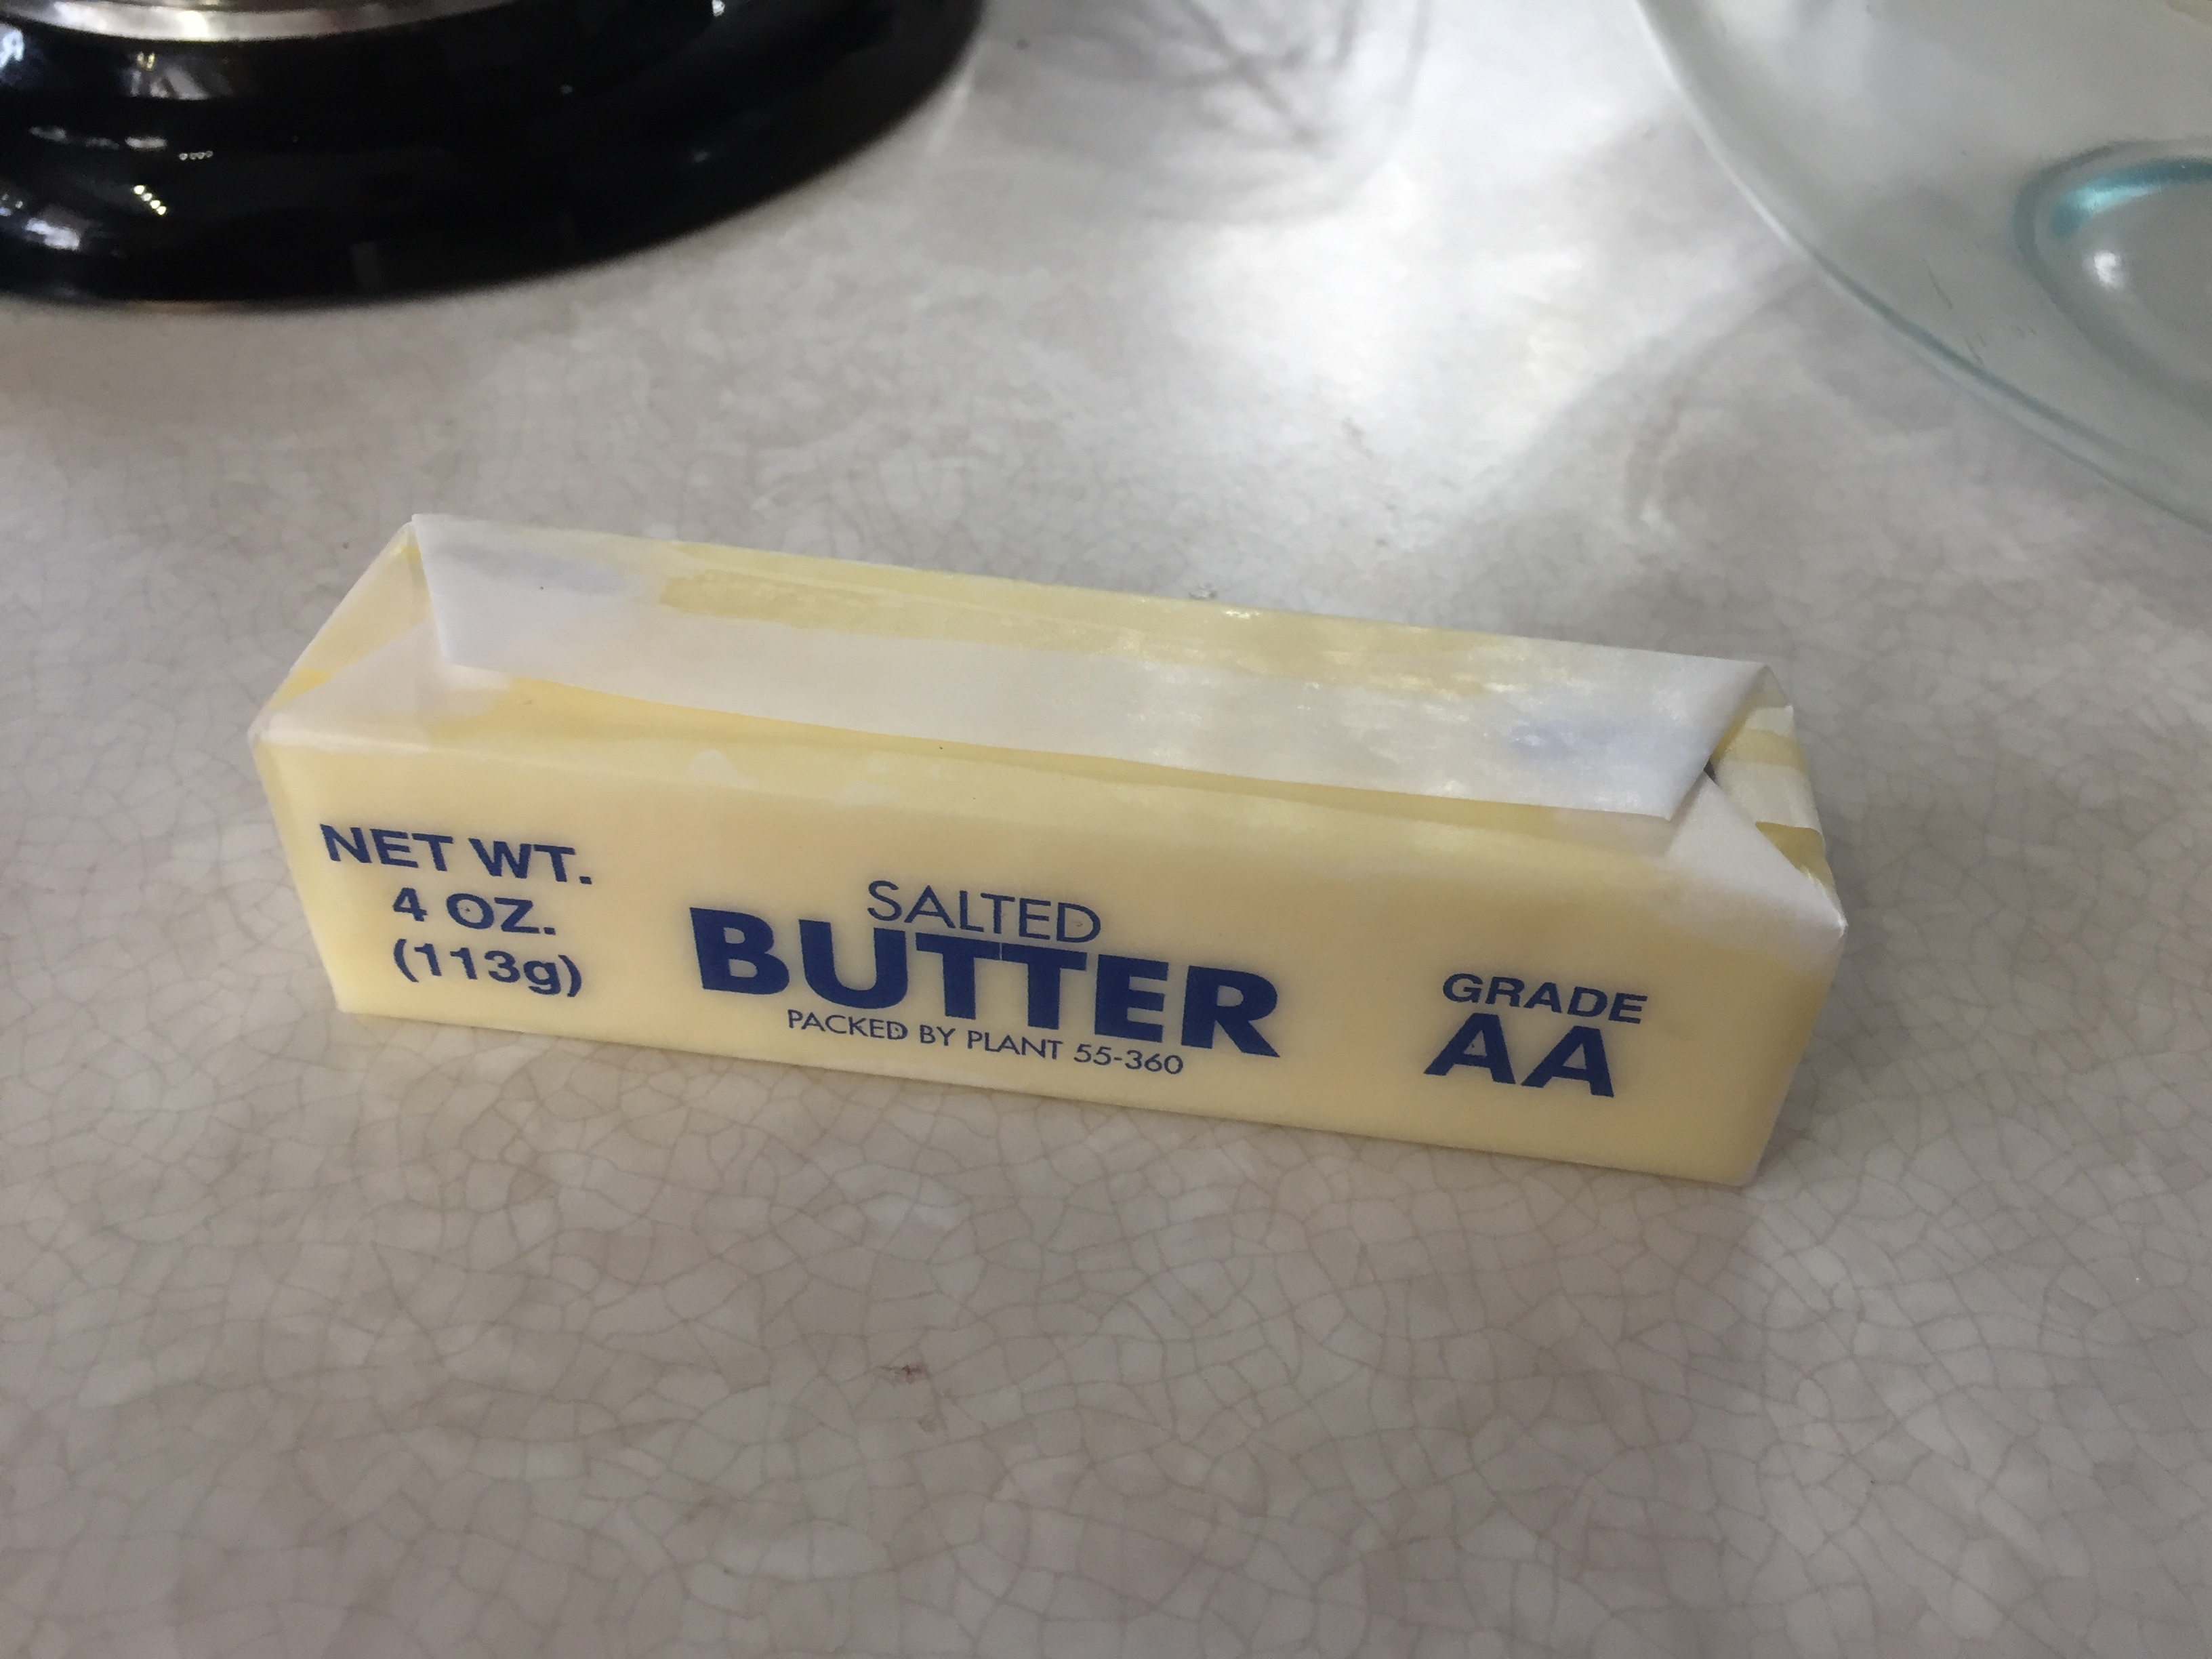 NET WT.
4 OZ.
(113g)
SALTED
BUTTER
PACKED BY PLANT 55-360
GRADE
AA